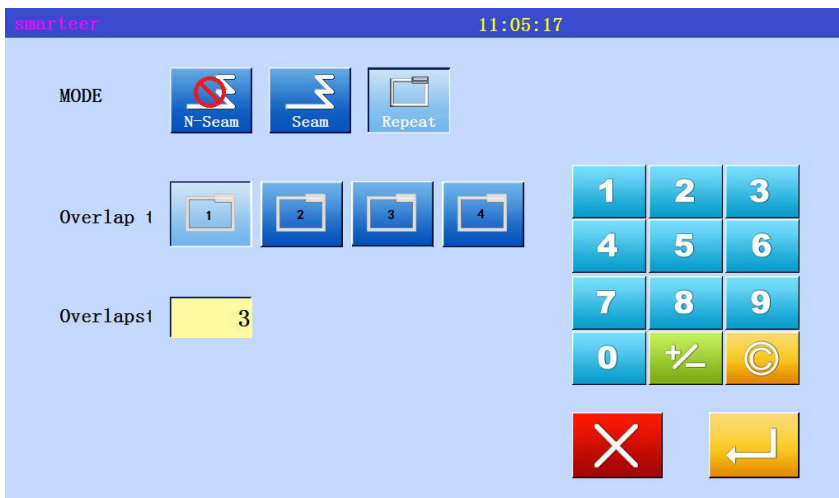 smarteer 11:05:17
MODE N-Seam Seam Repeat
Overlap t 1 2 3 4
Overlapst 3
1 2 3
4 5 6
7 8 9
0 +/- ©